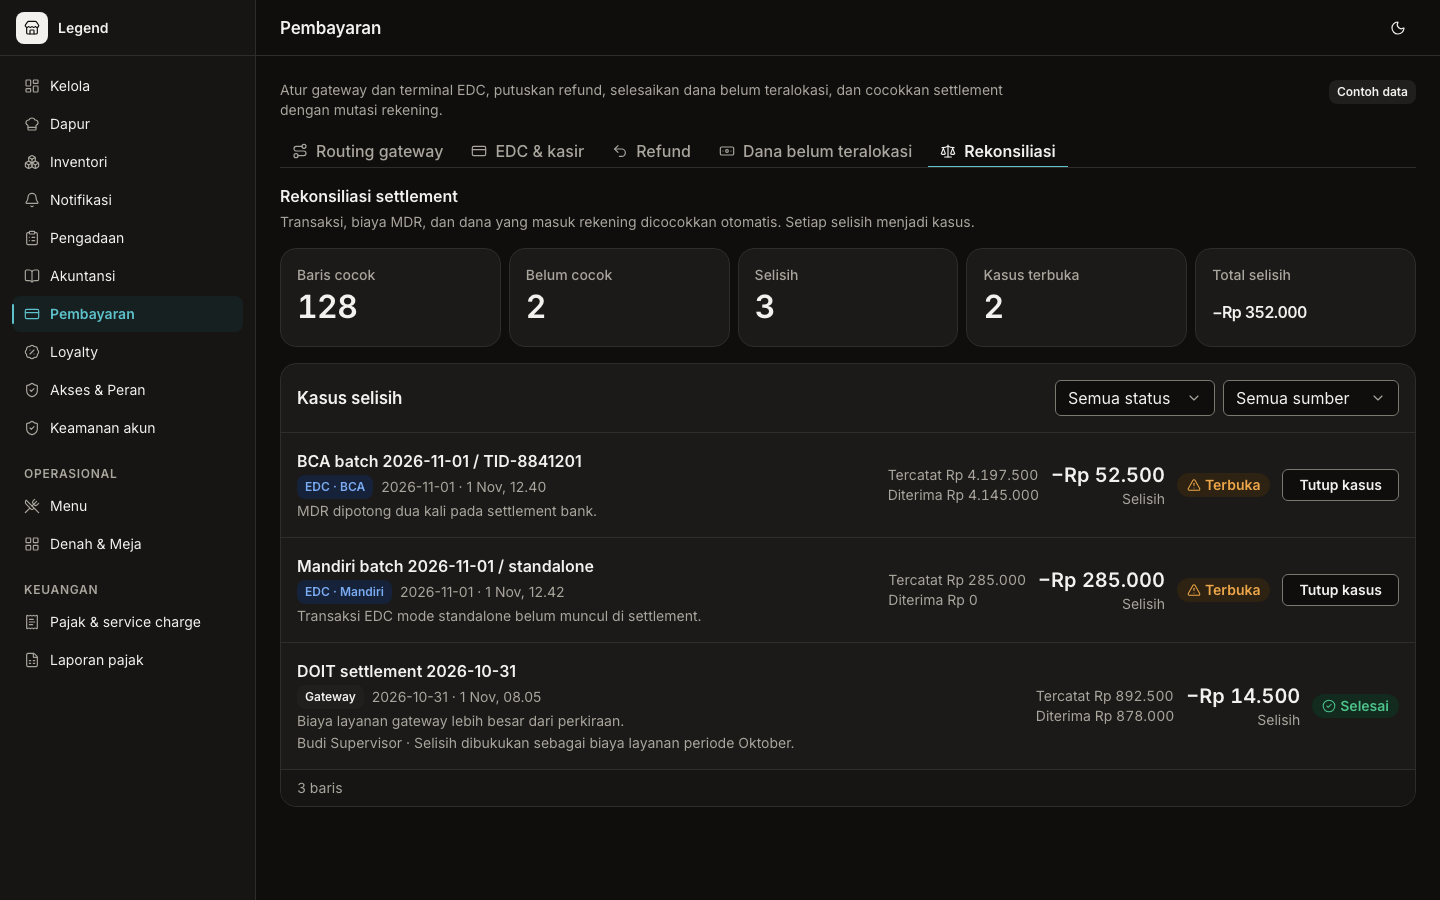 Legend
Kelola
Dapur
Inventori
Notifikasi
Pengadaan
Akuntansi
Pembayaran
Loyalty
Akses & Peran
Keamanan akun
OPERASIONAL
Menu
Denah & Meja
KEUANGAN
Pajak & service charge
Laporan pajak
Pembayaran
Atur gateway dan terminal EDC, putuskan refund, selesaikan dana belum teralokasi, dan cocokkan settlement
dengan mutasi rekening.
Contoh data
Routing gateway
EDC & kasir
Refund
Dana belum teralokasi
Rekonsiliasi
Rekonsiliasi settlement
Transaksi, biaya MDR, dan dana yang masuk rekening dicocokkan otomatis. Setiap selisih menjadi kasus.
Baris cocok
128
Belum cocok
2
Selisih
3
Kasus terbuka
2
Total selisih
−Rp 352.000
Kasus selisih
Semua status
Semua sumber
BCA batch 2026-11-01 / TID-8841201
EDC · BCA 2026-11-01 · 1 Nov, 12.40
MDR dipotong dua kali pada settlement bank.
Tercatat Rp 4.197.500
Diterima Rp 4.145.000
−Rp 52.500
Selisih
Terbuka
Tutup kasus
Mandiri batch 2026-11-01 / standalone
EDC · Mandiri 2026-11-01 · 1 Nov, 12.42
Transaksi EDC mode standalone belum muncul di settlement.
Tercatat Rp 285.000
Diterima Rp 0
−Rp 285.000
Selisih
Terbuka
Tutup kasus
DOIT settlement 2026-10-31
Gateway 2026-10-31 · 1 Nov, 08.05
Biaya layanan gateway lebih besar dari perkiraan.
Budi Supervisor · Selisih dibukukan sebagai biaya layanan periode Oktober.
Tercatat Rp 892.500
Diterima Rp 878.000
−Rp 14.500
Selisih
Selesai
3 baris